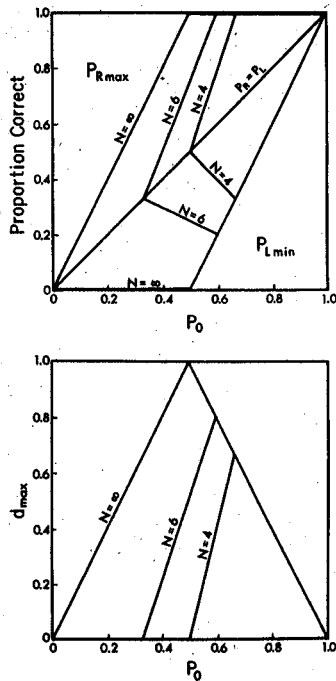 1.0
P_R max
N=∞
N=6
N=4
P_R = P_L
0.8
0.6
0.4
0.2
0
Proportion Correct
N=4
N=6
P_L min
N=∞
0 0.2 0.4 0.6 0.8 1.0
P_0
1.0
0.8
0.6
0.4
0.2
0
d_max
N=∞
N=6
N=4
0 0.2 0.4 0.6 0.8 1.0
P_0